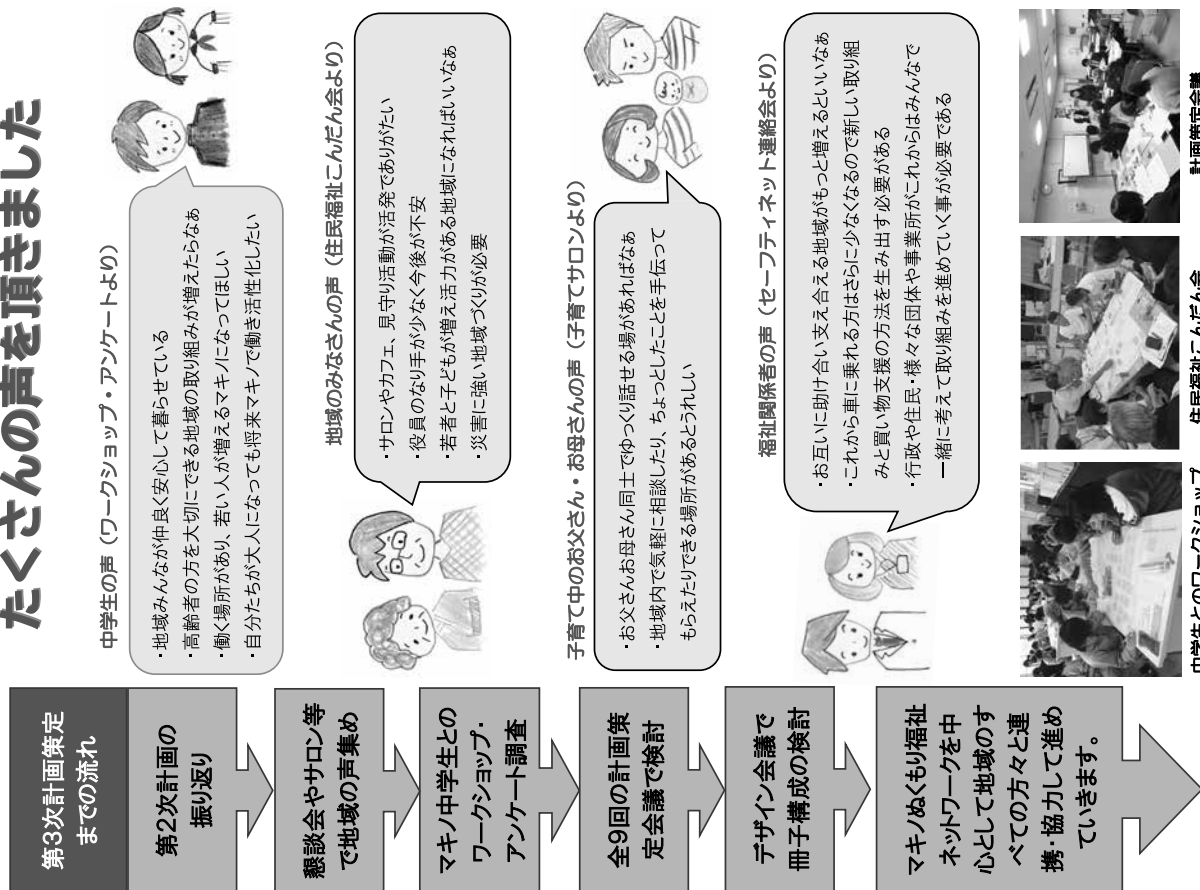 たくさんの声を頂きました
中学生の声（ワークショップ・アンケートより）
・地域みんなが仲良く安心して暮らせている
・高齢者の方を大切にできる地域の取り組みが増えたらなぁ
・働く場所があり、若い人が増えるマキノになってほしい
・自分たちが大人になっても将来マキノで働き活性化したい
地域のみなさんの声（住民福祉こんだん会より）
・サロンやカフェ、見守り活動が活発でありがたい
・役員のなり手が少なく今後が不安
・若者と子どもが増え活力がある地域になればいいなぁ
・災害に強い地域づくりが必要
子育て中のお父さん・お母さんの声（子育てサロンより）
・お父さんお母さん同士でゆっくり話せる場があればなぁ
・地域内で気軽に相談したり、ちょっとしたことを手伝って
もらえたりできる場所があるとうれしい
福祉関係者の声（セーフティネット連絡会より）
・お互いに助け合い支え合える地域がもっと増えるといいなぁ
・これから車に乗れる方はさらに少なくなるので新しい取り組
みと買い物支援の方法を生み出す必要がある
・行政や住民・様々な団体や事業所がこれからはみんなで
一緒に考えて取り組みを進めていく事が必要である
中学生とのワークショップ
住民福祉こんだん会
計画策定会議
第3次計画策定
までの流れ
第2次計画の
振り返り
懇談会やサロン等
で地域の声集め
マキノ中学生との
ワークショップ・
アンケート調査
全9回の計画策
定会議で検討
デザイン会議で
冊子構成の検討
マキノぬくもり福祉
ネットワークを中
心として地域のす
べての方々と連
携・協力して進め
ていきます。